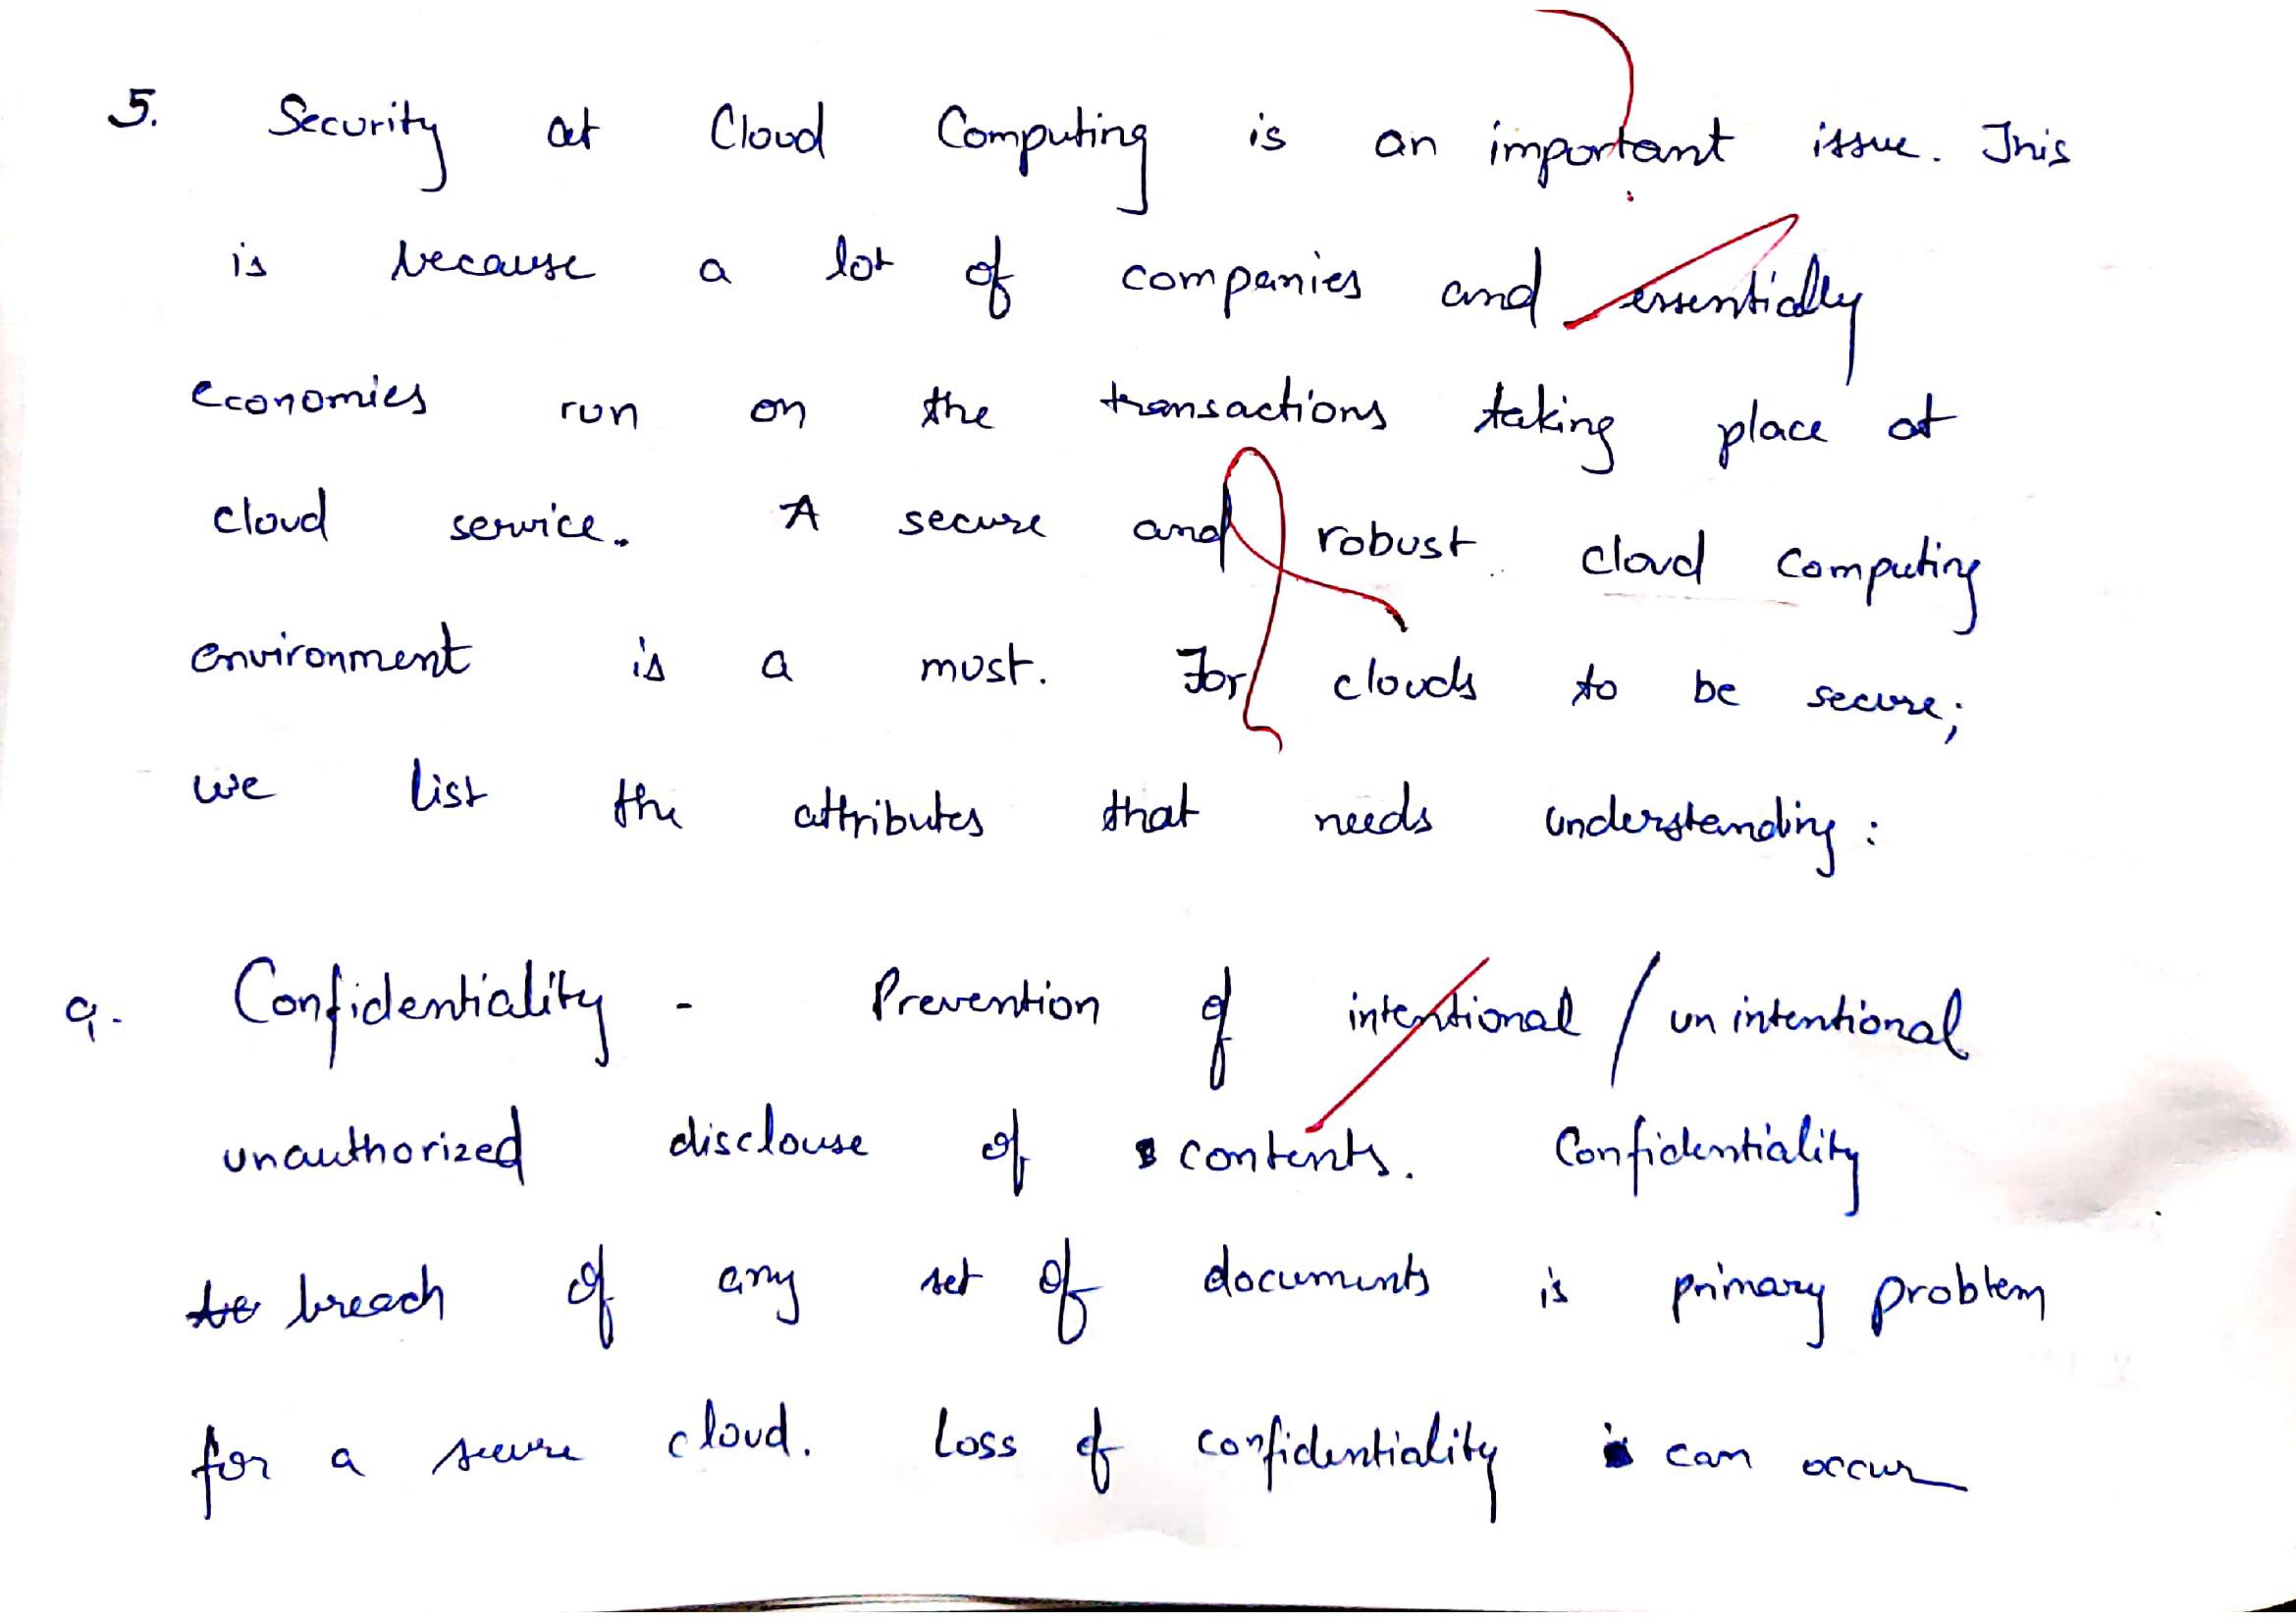 5. Security at Cloud Computing is an important issue. This
is because a lot of companies and essentially
economies run on the transactions taking place at
cloud service. A secure and robust cloud computing
environment is a must. For clouds to be secure;
we list the attributes that needs understanding:
a. Confidentiality - Prevention of intentional / unintentional
unauthorized disclouse of contents. Confidentiality
breach of any set of documents is primary problem
for a secure cloud. Loss of confidentiality can occur